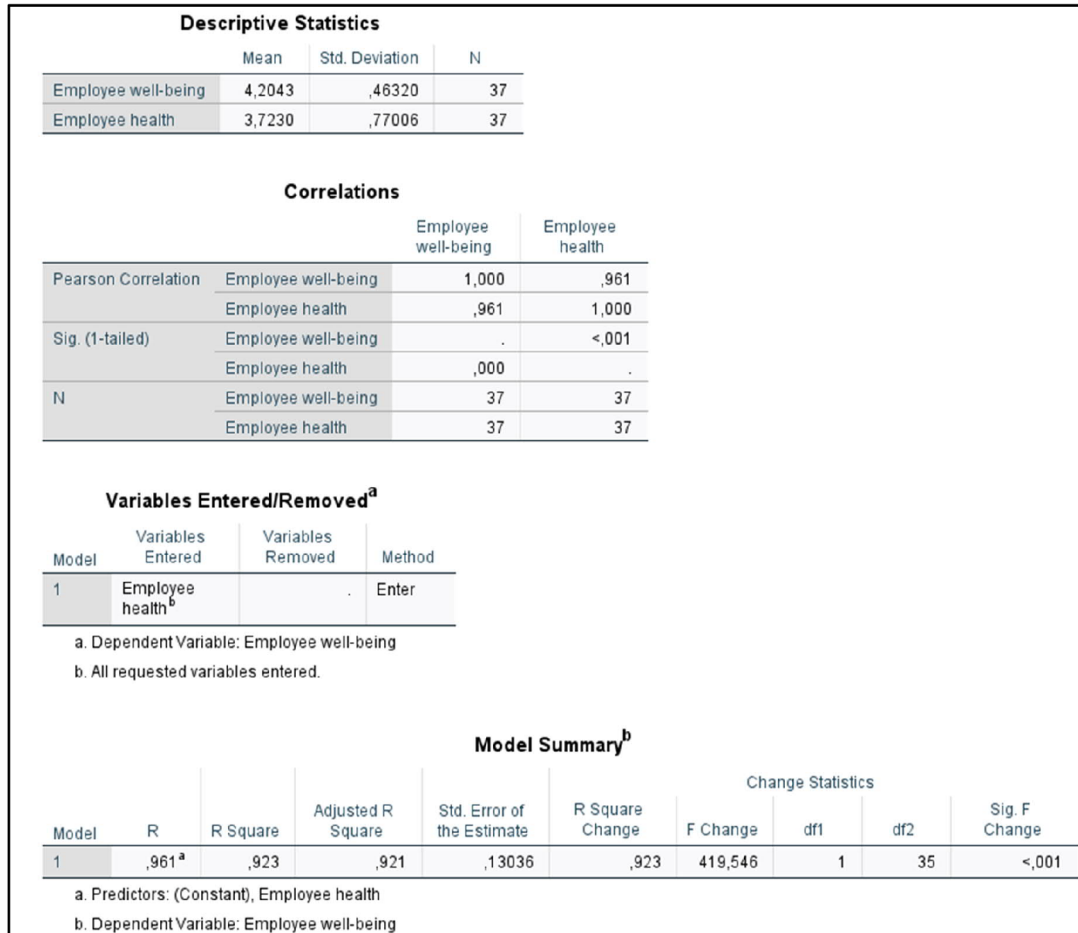 Descriptive Statistics
Mean Std. Deviation N
Employee well-being 4,2043 ,46320 37
Employee health 3,7230 ,77006 37
Correlations
Employee well-being Employee health
Pearson Correlation Employee well-being 1,000 ,961
Employee health ,961 1,000
Sig. (1-tailed) Employee well-being . <,001
Employee health ,000 .
N Employee well-being 37 37
Employee health 37 37
Variables Entered/Removedᵃ
Model Variables Entered Variables Removed Method
1 Employee healthᵇ . Enter
a. Dependent Variable: Employee well-being
b. All requested variables entered.
Model Summaryᵇ
Change Statistics
Model R R Square Adjusted R Square Std. Error of the Estimate R Square Change F Change df1 df2 Sig. F Change
1 ,961ᵃ ,923 ,921 ,13036 ,923 419,546 1 35 <,001
a. Predictors: (Constant), Employee health
b. Dependent Variable: Employee well-being